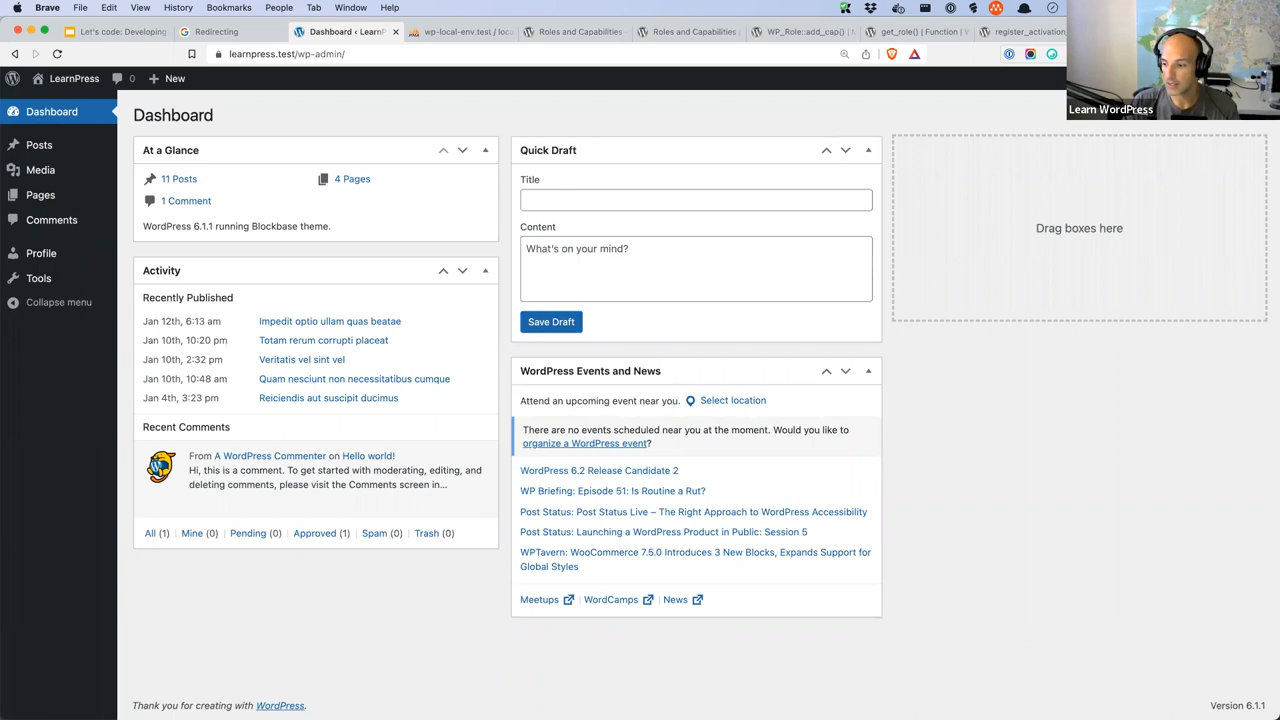 Brave File Edit View History Bookmarks People Tab Window Help
Let's code: Developing
Redirecting
Dashboard ‹ LearnP
wp-local-env.test / loca
Roles and Capabilities
Roles and Capabilities
WP_Role::add_cap() | 
get_role() | Function |
register_activation_
learnpress.test/wp-admin/
LearnPress 0 New
Learn WordPress
Dashboard
Posts
Media
Pages
Comments
Profile
Tools
Collapse menu
Dashboard
At a Glance
11 Posts
4 Pages
1 Comment
WordPress 6.1.1 running Blockbase theme.
Activity
Recently Published
Jan 12th, 6:13 am Impedit optio ullam quas beatae
Jan 10th, 10:20 pm Totam rerum corrupti placeat
Jan 10th, 2:32 pm Veritatis vel sint vel
Jan 10th, 10:48 am Quam nesciunt non necessitatibus cumque
Jan 4th, 3:23 pm Reiciendis aut suscipit ducimus
Recent Comments
From A WordPress Commenter on Hello world!
Hi, this is a comment. To get started with moderating, editing, and
deleting comments, please visit the Comments screen in…
All (1) | Mine (0) | Pending (0) | Approved (1) | Spam (0) | Trash (0)
Quick Draft
Title
Content
What's on your mind?
Save Draft
WordPress Events and News
Attend an upcoming event near you. Select location
There are no events scheduled near you at the moment. Would you like to
organize a WordPress event?
WordPress 6.2 Release Candidate 2
WP Briefing: Episode 51: Is Routine a Rut?
Post Status: Post Status Live – The Right Approach to WordPress Accessibility
Post Status: Launching a WordPress Product in Public: Session 5
WPTavern: WooCommerce 7.5.0 Introduces 3 New Blocks, Expands Support for
Global Styles
Meetups | WordCamps | News
Drag boxes here
Thank you for creating with WordPress.
Version 6.1.1